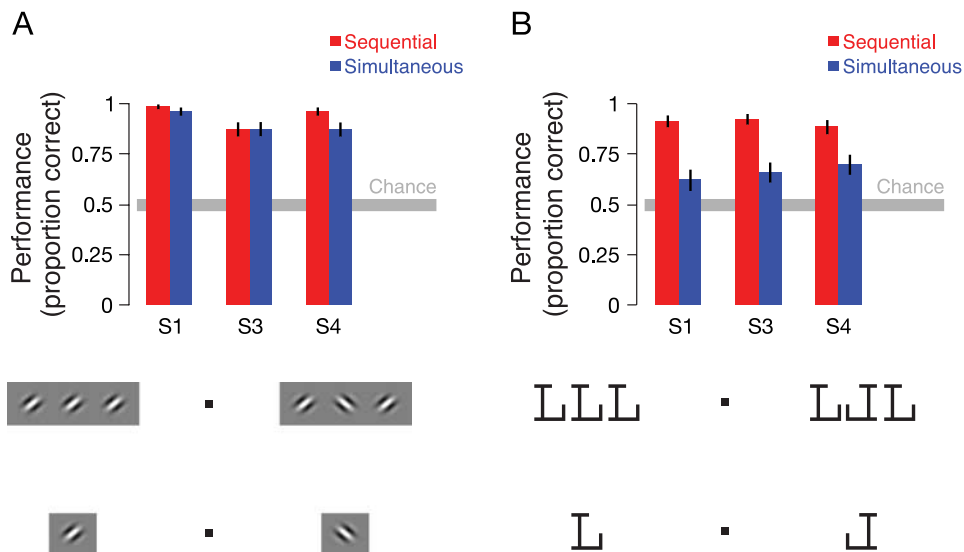 A
Sequential
Simultaneous
Performance
(proportion correct)
1
0.75
0.5
0.25
0
Chance
S1 S3 S4
B
Sequential
Simultaneous
Performance
(proportion correct)
1
0.75
0.5
0.25
0
Chance
S1 S3 S4